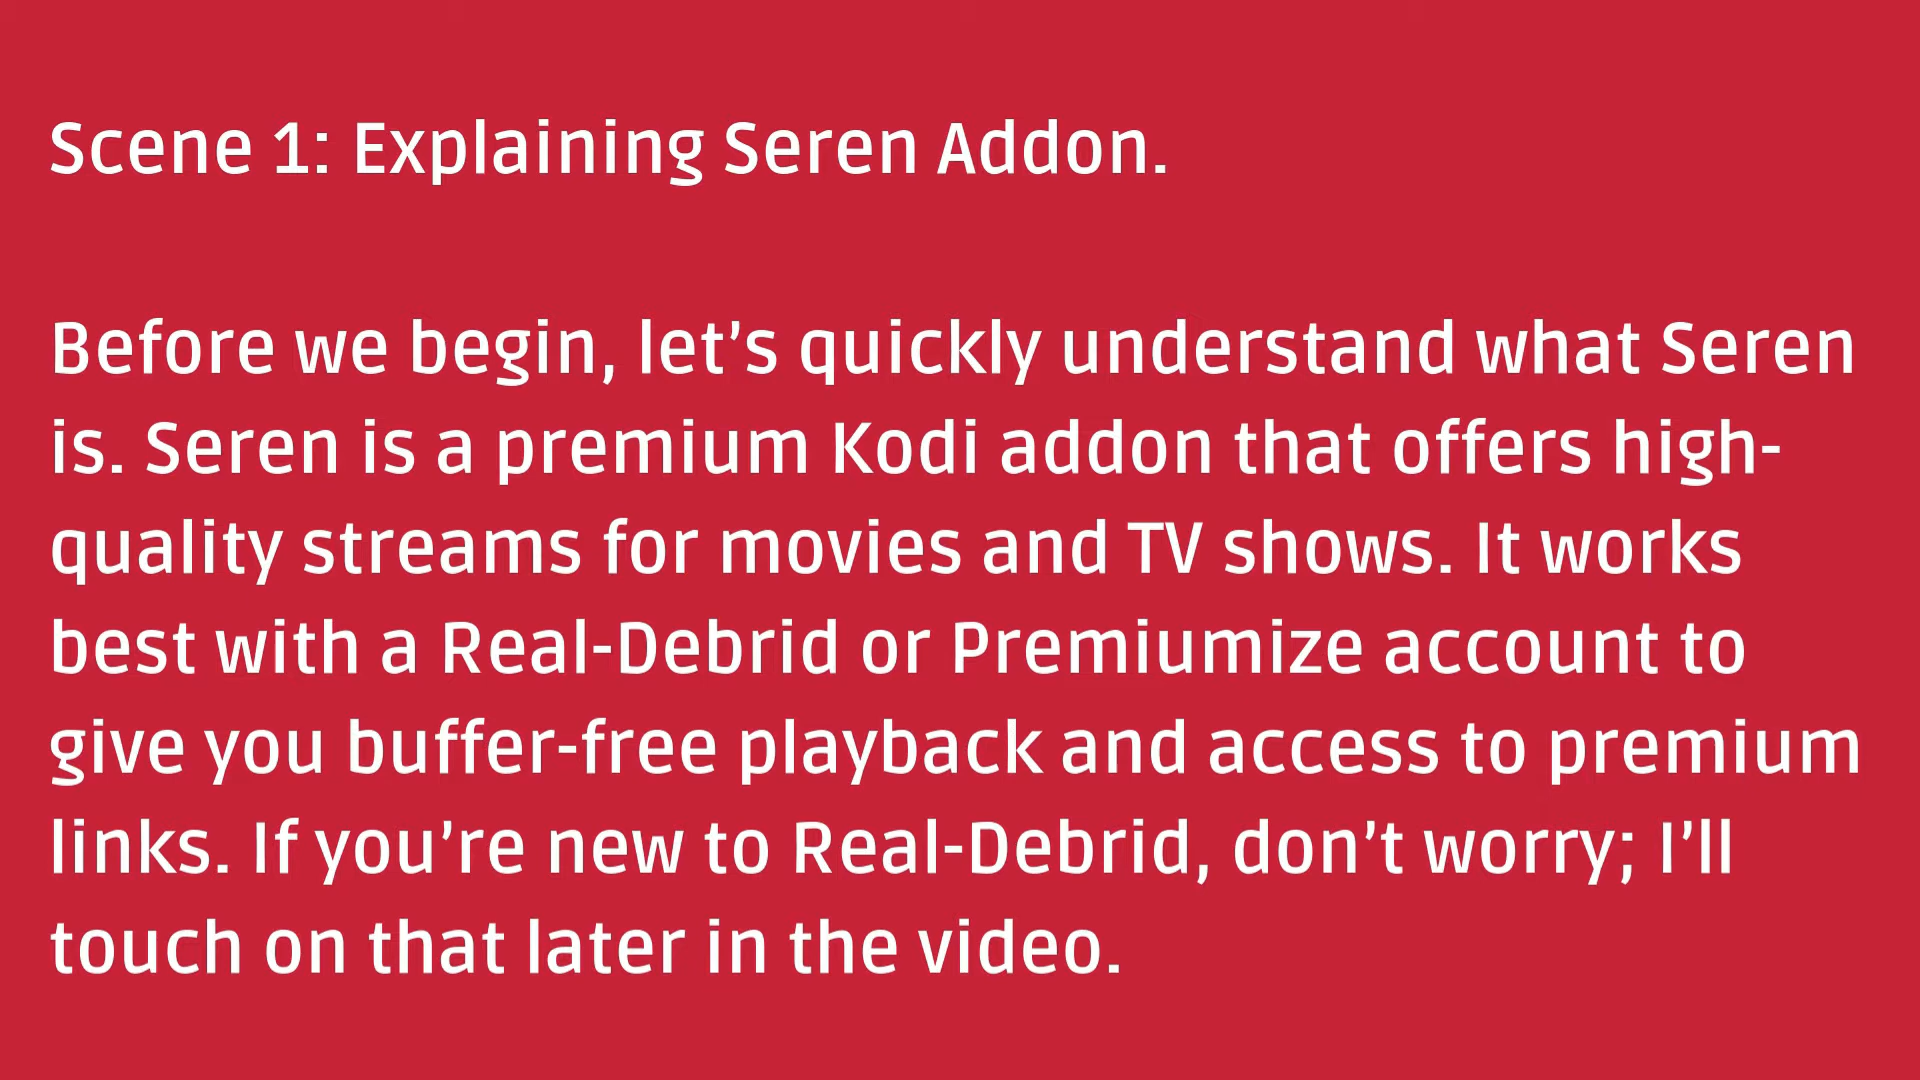 Scene 1: Explaining Seren Addon.
Before we begin, let’s quickly understand what Seren
is. Seren is a premium Kodi addon that offers high-
quality streams for movies and TV shows. It works
best with a Real-Debrid or Premiumize account to
give you buffer-free playback and access to premium
links. If you’re new to Real-Debrid, don’t worry; I’ll
touch on that later in the video.